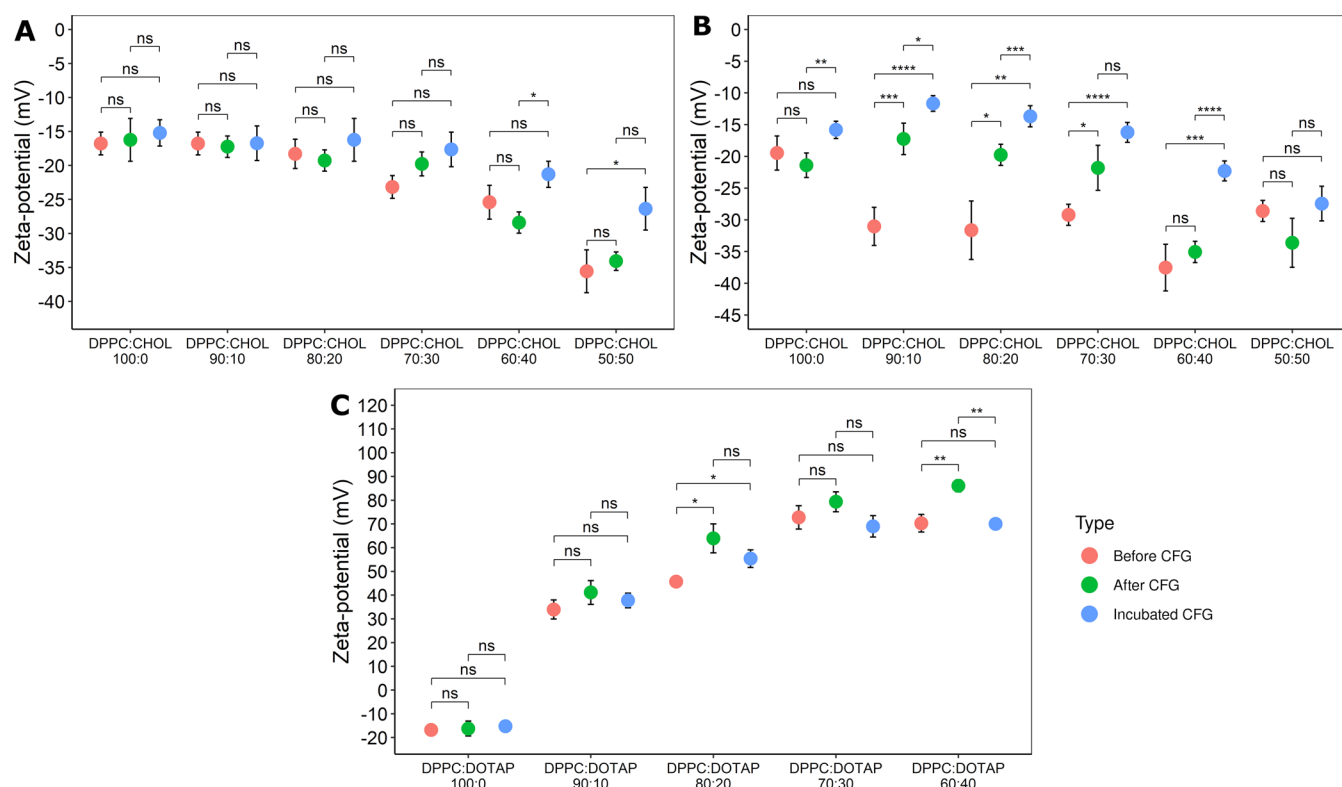 A
Zeta-potential (mV)
0
-5
-10
-15
-20
-25
-30
-35
-40
ns
ns
ns
ns
ns
ns
ns
ns
ns
ns
ns
ns
*
ns
ns
ns
*
ns
DPPC:CHOL
100:0
DPPC:CHOL
90:10
DPPC:CHOL
80:20
DPPC:CHOL
70:30
DPPC:CHOL
60:40
DPPC:CHOL
50:50
B
Zeta-potential (mV)
0
-5
-10
-15
-20
-25
-30
-35
-40
-45
**
ns
ns
*
****
***
***
**
*
ns
****
*
****
***
ns
ns
ns
ns
DPPC:CHOL
100:0
DPPC:CHOL
90:10
DPPC:CHOL
80:20
DPPC:CHOL
70:30
DPPC:CHOL
60:40
DPPC:CHOL
50:50
C
Zeta-potential (mV)
120
110
100
90
80
70
60
50
40
30
20
10
0
-10
-20
ns
ns
ns
ns
ns
ns
ns
*
*
ns
ns
ns
**
ns
**
DPPC:DOTAP
100:0
DPPC:DOTAP
90:10
DPPC:DOTAP
80:20
DPPC:DOTAP
70:30
DPPC:DOTAP
60:40
Type
Before CFG
After CFG
Incubated CFG